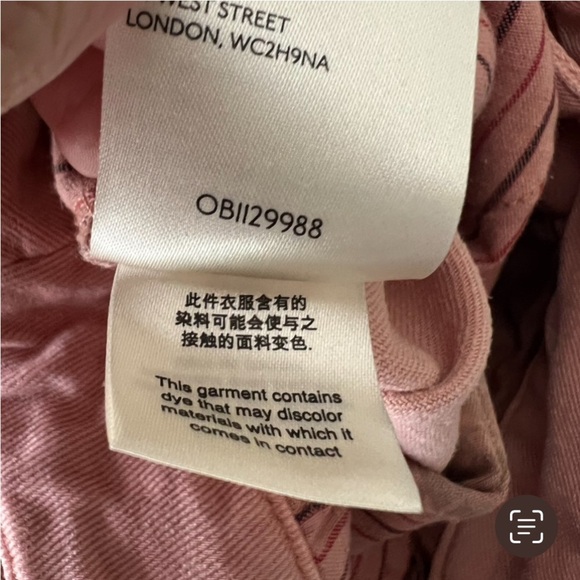 WEST STREET
LONDON, WC2H9NA
OB1129988
此件衣服含有的
染料可能会使与之
接触的面料变色.
This garment contains
dye that may discolor
materials with which it
comes in contact